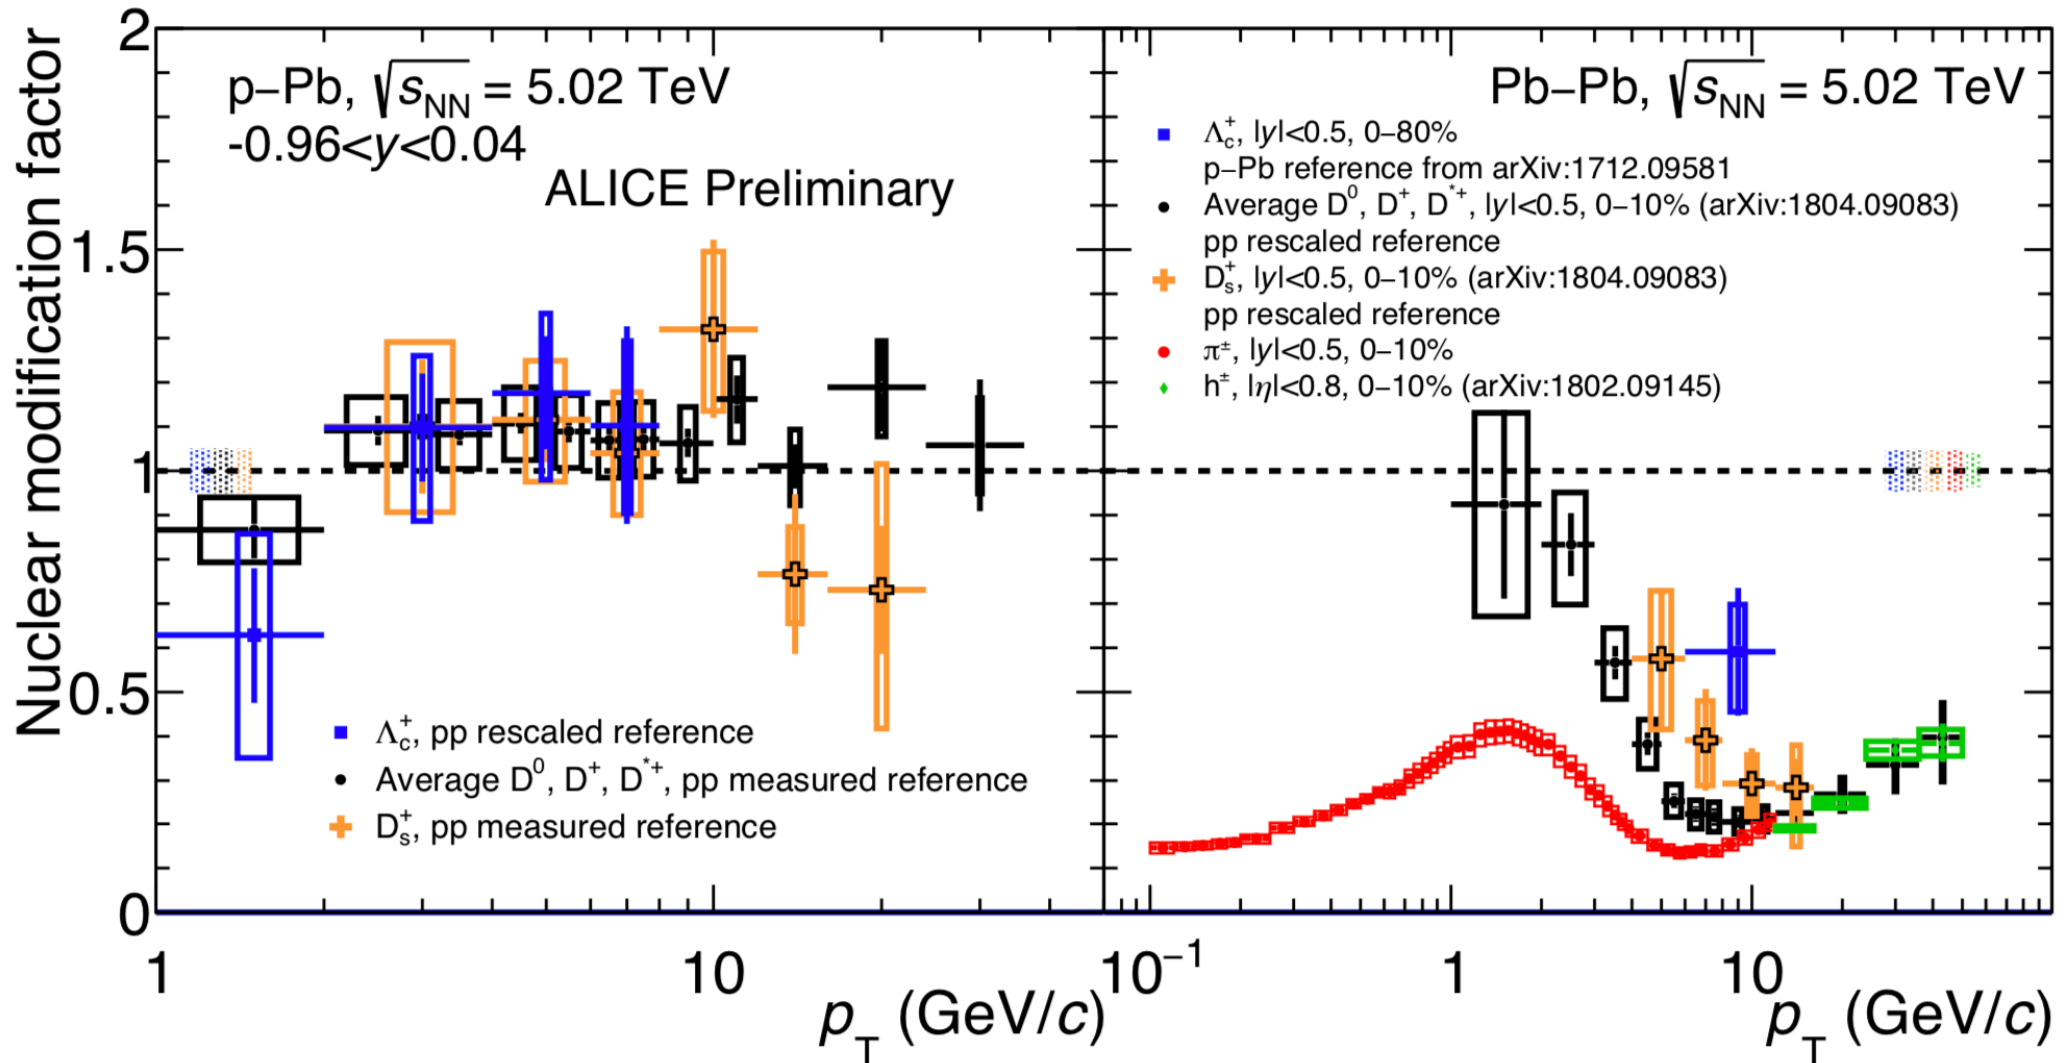 Nuclear modification factor
2
1.5
1
0.5
0
p–Pb, √sNN = 5.02 TeV
-0.96<y<0.04
ALICE Preliminary
Λc+, pp rescaled reference
Average D0, D+, D*+, pp measured reference
Ds+, pp measured reference
1
10
pT (GeV/c)
Pb–Pb, √sNN = 5.02 TeV
Λc+, |y|<0.5, 0–80%
p–Pb reference from arXiv:1712.09581
Average D0, D+, D*+, |y|<0.5, 0–10% (arXiv:1804.09083)
pp rescaled reference
Ds+, |y|<0.5, 0–10% (arXiv:1804.09083)
pp rescaled reference
π±, |y|<0.5, 0–10%
h±, |η|<0.8, 0–10% (arXiv:1802.09145)
10−1
1
10
pT (GeV/c)